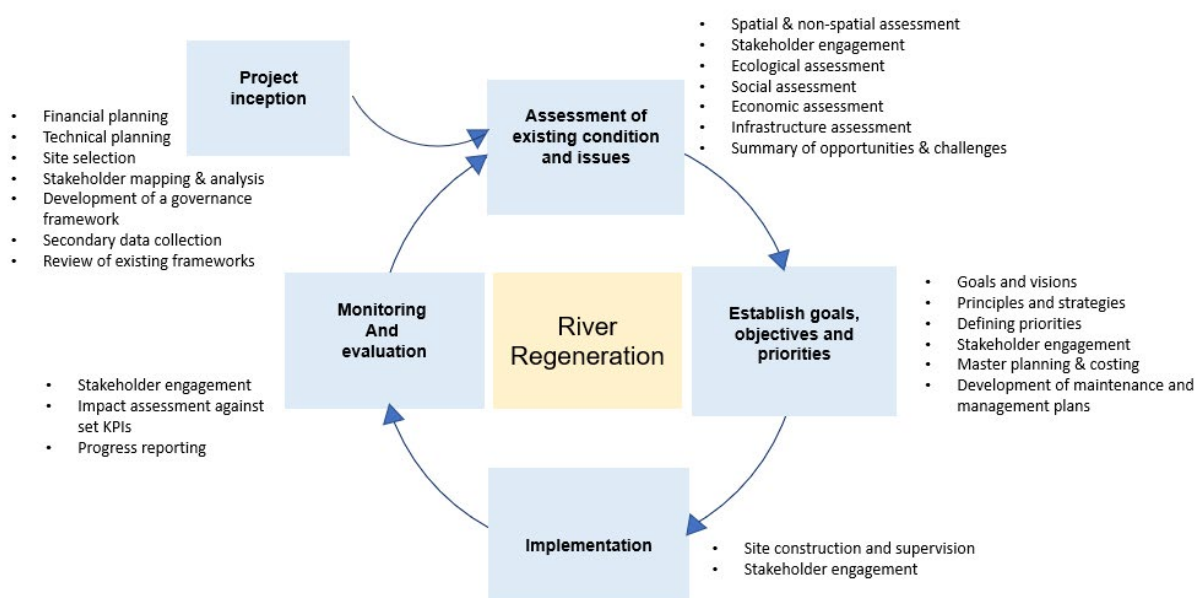 Project
inception
• Financial planning
• Technical planning
• Site selection
• Stakeholder mapping & analysis
• Development of a governance
framework
• Secondary data collection
• Review of existing frameworks
Assessment of
existing condition
and issues
• Spatial & non-spatial assessment
• Stakeholder engagement
• Ecological assessment
• Social assessment
• Economic assessment
• Infrastructure assessment
• Summary of opportunities & challenges
Establish goals,
objectives and
priorities
• Goals and visions
• Principles and strategies
• Defining priorities
• Stakeholder engagement
• Master planning & costing
• Development of maintenance and
management plans
Implementation
• Site construction and supervision
• Stakeholder engagement
Monitoring
And
evaluation
• Stakeholder engagement
• Impact assessment against
set KPIs
• Progress reporting
River
Regeneration